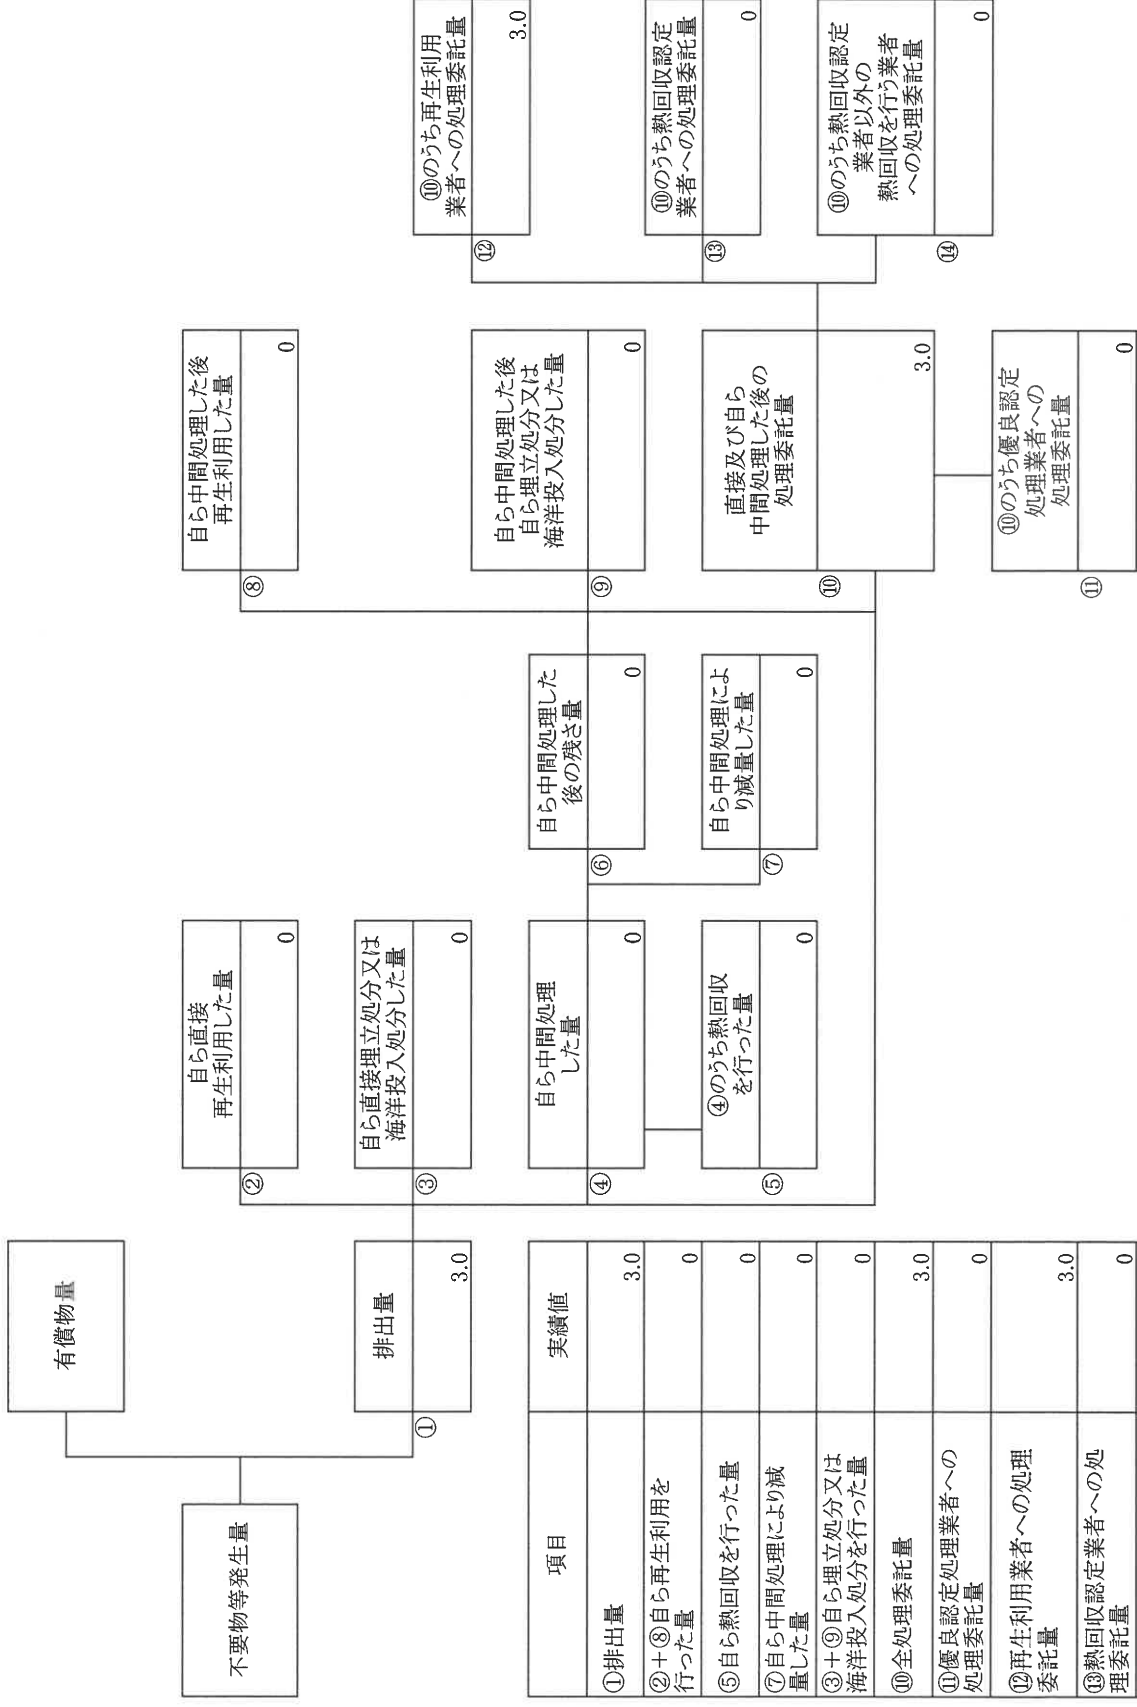 不要物等発生量
有償物量
排出量
①
3.0
自ら直接
再生利用した量
②
0
自ら直接埋立処分又は
海洋投入処分した量
③
0
自ら中間処理
した量
④
0
④のうち熱回収
を行った量
⑤
0
自ら中間処理した
後の残さ量
⑥
0
自ら中間処理によ
り減量した量
⑦
0
自ら中間処理した後
再生利用した量
⑧
0
自ら中間処理した後
自ら埋立処分又は
海洋投入処分した量
⑨
0
直接及び自ら
中間処理した後の
処理委託量
⑩
3.0
⑩のうち優良認定
処理業者への
処理委託量
⑪
0
⑩のうち再生利用
業者への処理委託量
⑫
3.0
⑩のうち熱回収認定
業者への処理委託量
⑬
0
⑩のうち熱回収認定
業者以外の
熱回収を行う業者
への処理委託量
⑭
0
項目 実績値
①排出量 3.0
②+⑧自ら再生利用を
行った量 0
⑤自ら熱回収を行った量 0
⑦自ら中間処理により減
量した量 0
③+⑨自ら埋立処分又は
海洋投入処分を行った量 0
⑩全処理委託量 3.0
⑪優良認定処理業者への
処理委託量 0
⑫再生利用業者への処理
委託量 3.0
⑬熱回収認定業者への処
理委託量 0